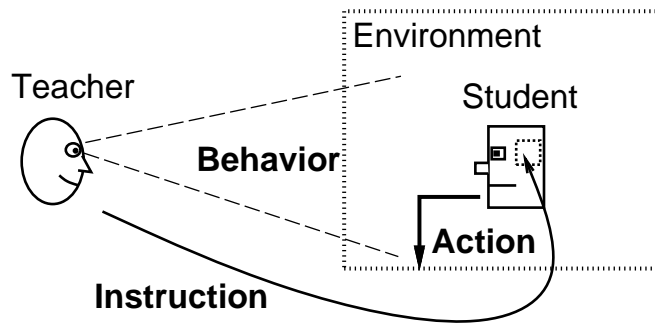 Environment
Teacher
Student
Behavior
Action
Instruction